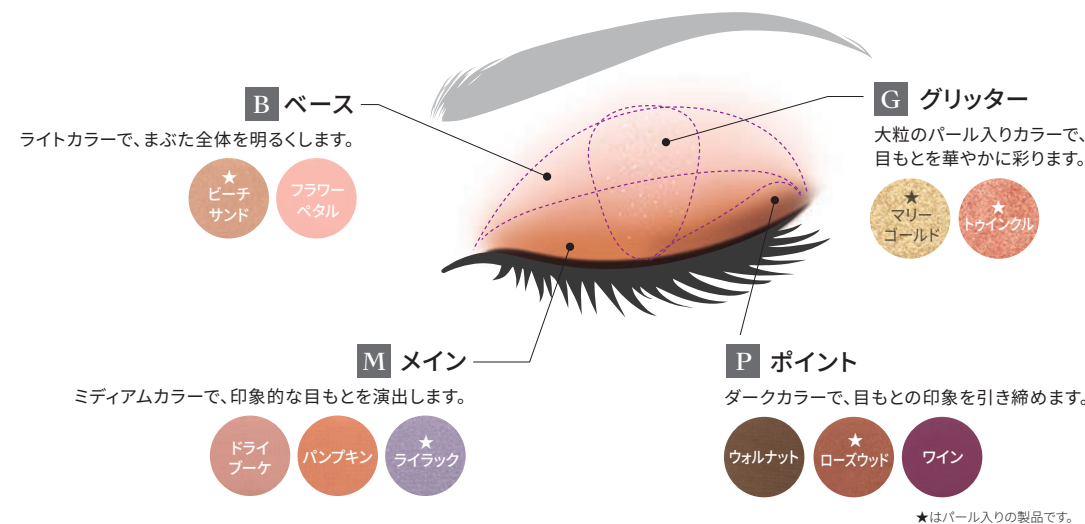 B ベース
ライトカラーで、まぶた全体を明るくします。
★
ビーチ
サンド
フラワー
ペタル
G グリッター
大粒のパール入りカラーで、
目もとを華やかに彩ります。
★
マリー
ゴールド
★
トゥインクル
M メイン
ミディアムカラーで、印象的な目もとを演出します。
ドライ
ブーケ
パンプキン
★
ライラック
P ポイント
ダークカラーで、目もとの印象を引き締めます。
ウォルナット
★
ローズウッド
ワイン
★はパール入りの製品です。